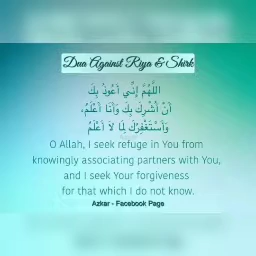 Dua Against Riya & Shirk
اللَّهُمَّ إِنِّي أَعُوذُ بِكَ
أَنْ أُشْرِكَ بِكَ وَأَنَا أَعْلَمُ،
وَأَسْتَغْفِرُكَ لِمَا لاَ أَعْلَمُ
O Allah, I seek refuge in You from
knowingly associating partners with You,
and I seek Your forgiveness
for that which I do not know.
Azkar - Facebook Page